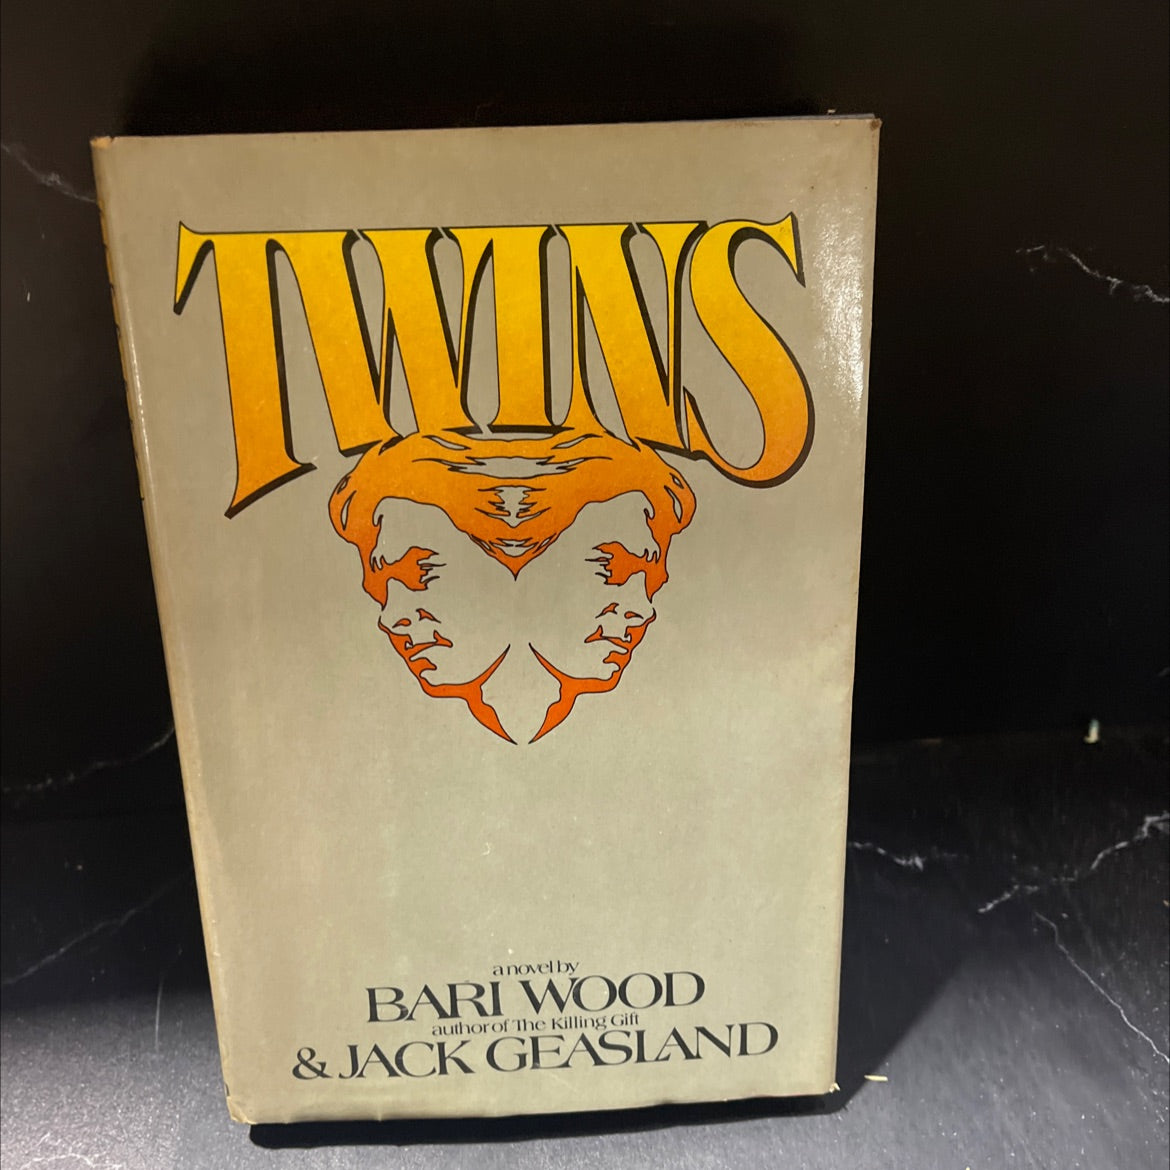 TWINS
a novel by
BARI WOOD
author of The Killing Gift
& JACK GEASLAND